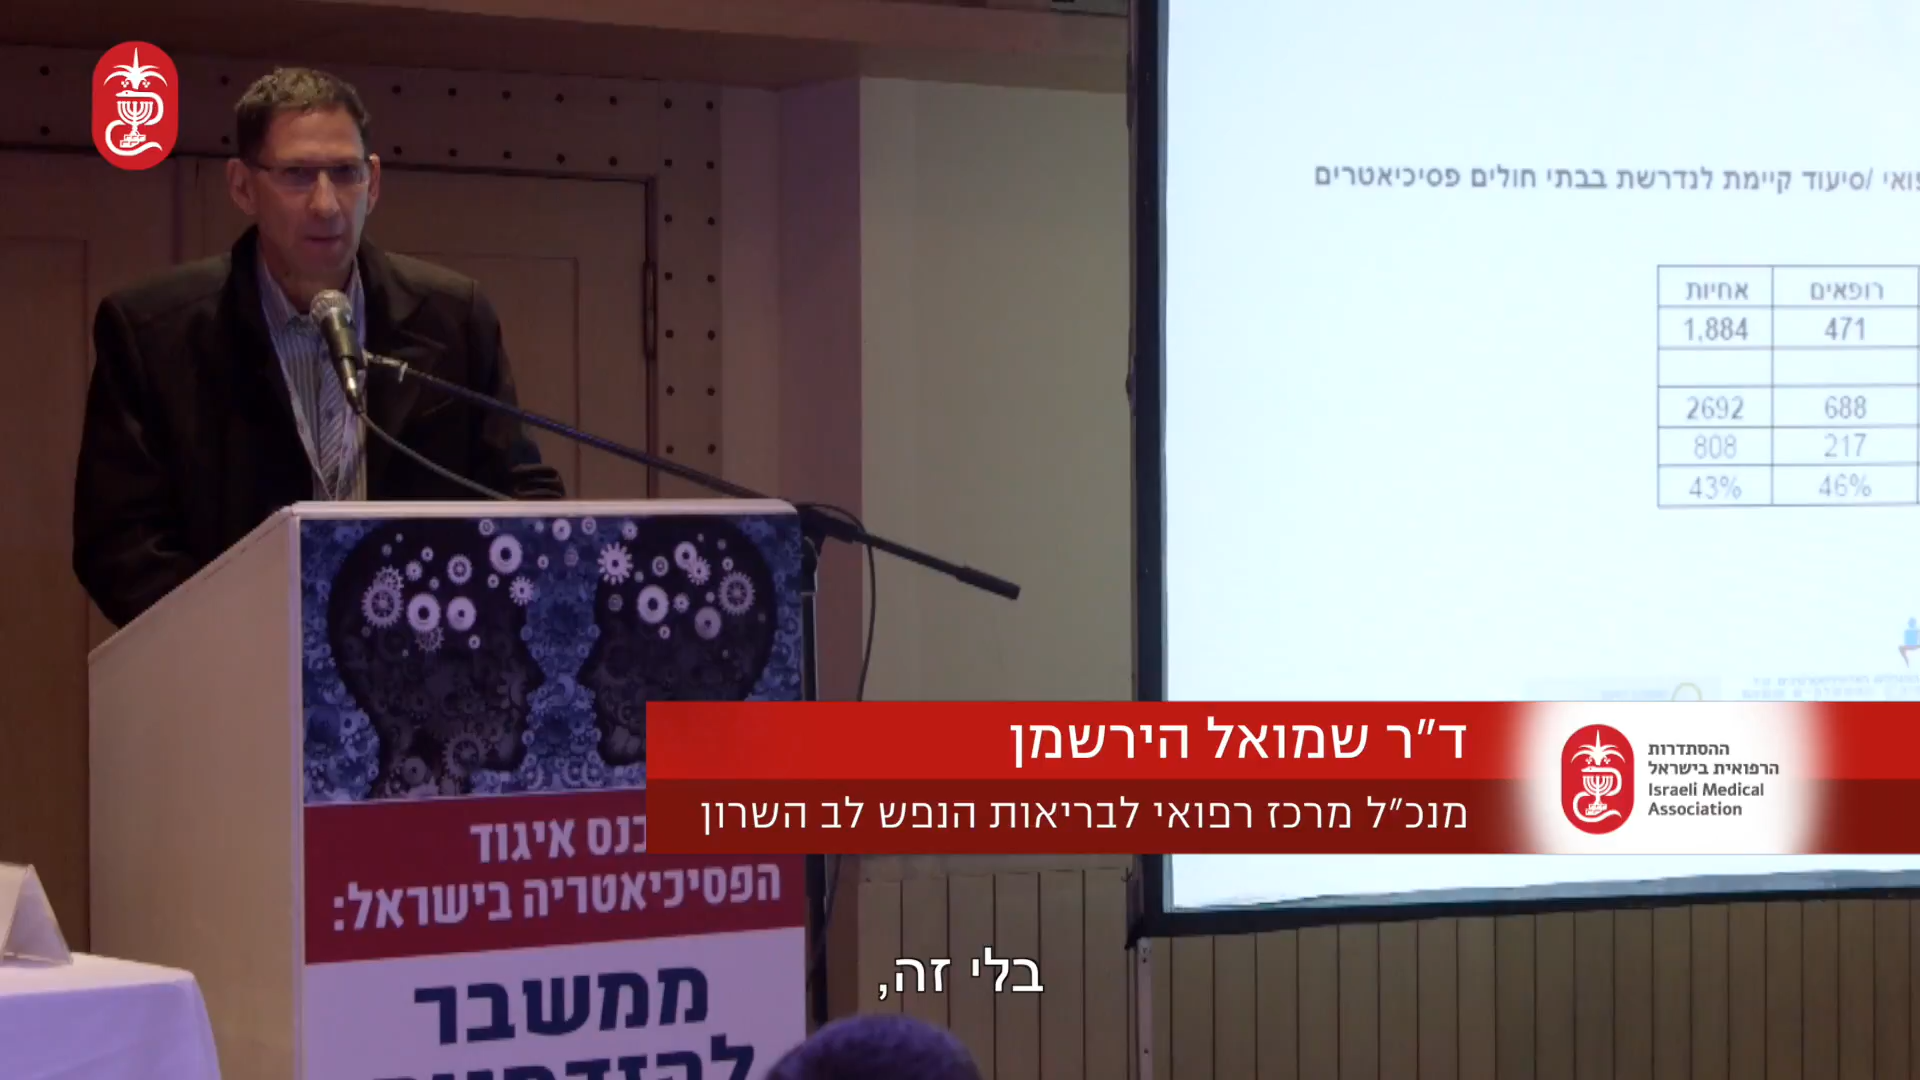 ואי /סיעוד קיימת לנדרשת בבתי חולים פסיכיאטרים
רופאים אחיות
471 1,884
688 2692
217 808
46% 43%
ד"ר שמואל הירשמן
מנכ"ל מרכז רפואי לבריאות הנפש לב השרון
ההסתדרות
הרפואית בישראל
Israeli Medical
Association
כנס איגוד
הפסיכיאטריה בישראל:
ממשבר
בלי זה,